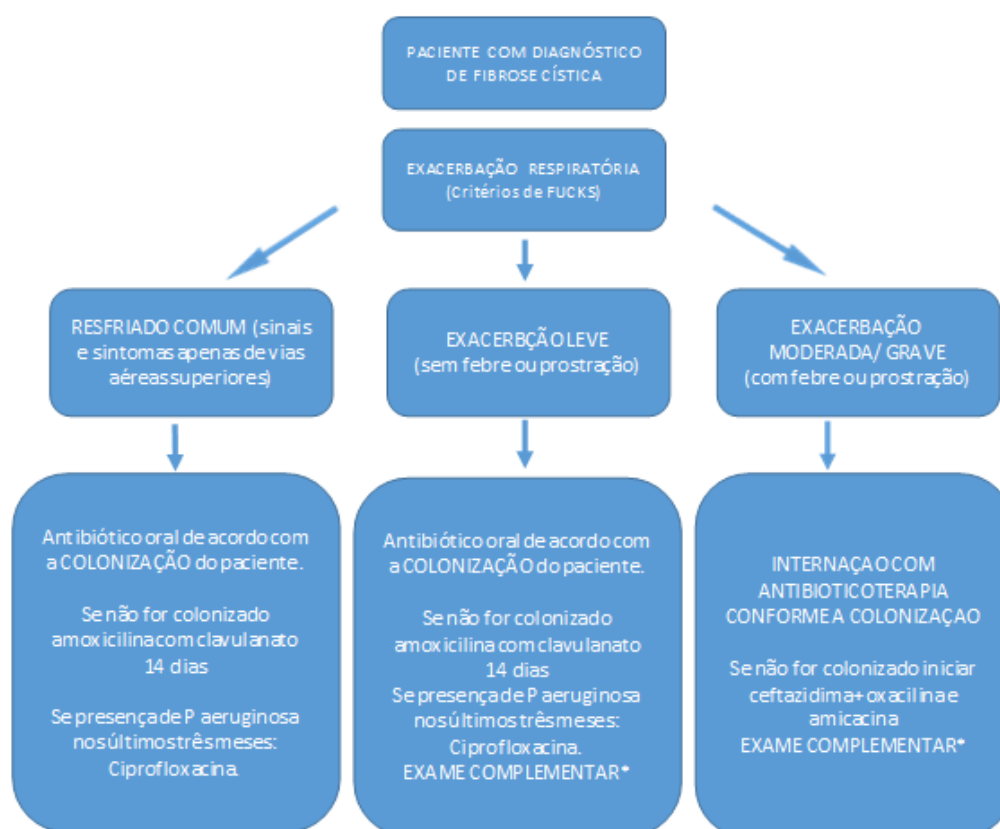 PACIENTE COM DIAGNÓSTICO
DE FIBROSE CÍSTICA
EXACERBAÇÃO RESPIRATÓRIA
(Critérios de FUCKS)
RESFRIADO COMUM (sinais
e sintomas apenas de vias
aéreas superiores)
EXACERBÇÃO LEVE
(sem febre ou prostração)
EXACERBAÇÃO
MODERADA/ GRAVE
(com febre ou prostração)
Antibiótico oral de acordo com
a COLONIZAÇÃO do paciente.
Se não for colonizado
amoxicilina com clavulanato
14 dias
Se presença de P aeruginosa
nos últimos três meses:
Ciprofloxacina.
Antibiótico oral de acordo com
a COLONIZAÇÃO do paciente.
Se não for colonizado
amoxicilina com clavulanato
14 dias
Se presença de P aeruginosa
nos últimos três meses:
Ciprofloxacina.
EXAME COMPLEMENTAR*
INTERNAÇAO COM
ANTIBIOTICOTERAPIA
CONFORME A COLONIZAÇAO
Se não for colonizado iniciar
ceftazidima+ oxacilina e
amicacina
EXAME COMPLEMENTAR*